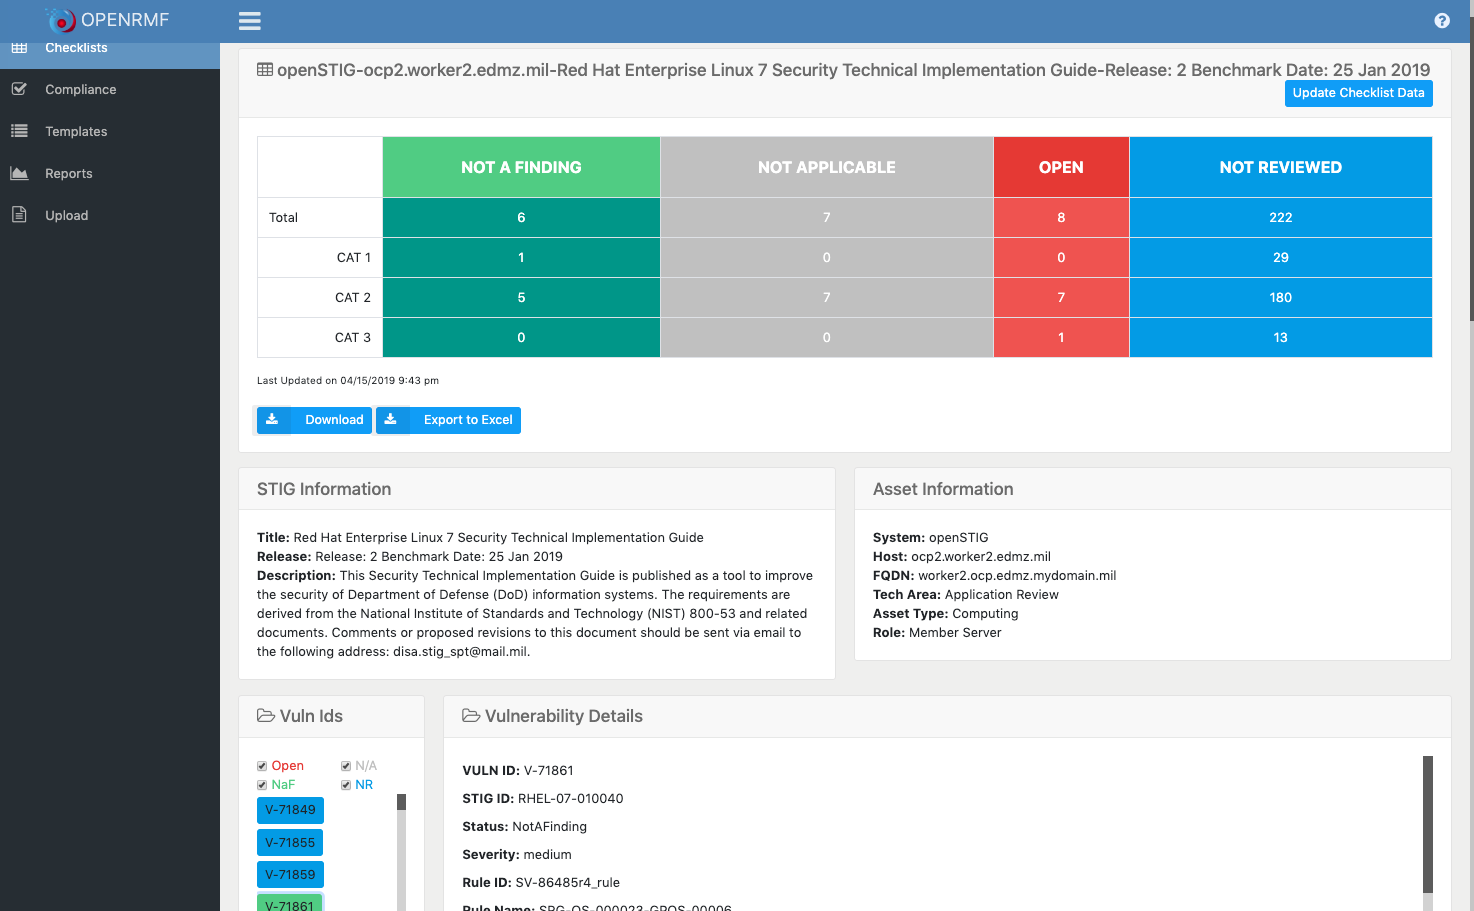 OPENRMF
Checklists
Compliance
Templates
Reports
Upload
openSTIG-ocp2.worker2.edmz.mil-Red Hat Enterprise Linux 7 Security Technical Implementation Guide-Release: 2 Benchmark Date: 25 Jan 2019
Update Checklist Data
NOT A FINDING NOT APPLICABLE OPEN NOT REVIEWED
Total 6 7 8 222
CAT 1 1 0 0 29
CAT 2 5 7 7 180
CAT 3 0 0 1 13
Last Updated on 04/15/2019 9:43 pm
Download Export to Excel
STIG Information
Title: Red Hat Enterprise Linux 7 Security Technical Implementation Guide
Release: Release: 2 Benchmark Date: 25 Jan 2019
Description: This Security Technical Implementation Guide is published as a tool to improve
the security of Department of Defense (DoD) information systems. The requirements are
derived from the National Institute of Standards and Technology (NIST) 800-53 and related
documents. Comments or proposed revisions to this document should be sent via email to
the following address: disa.stig_spt@mail.mil.
Asset Information
System: openSTIG
Host: ocp2.worker2.edmz.mil
FQDN: worker2.ocp.edmz.mydomain.mil
Tech Area: Application Review
Asset Type: Computing
Role: Member Server
Vuln Ids
Open N/A
NaF NR
V-71849
V-71855
V-71859
V-71861
Vulnerability Details
VULN ID: V-71861
STIG ID: RHEL-07-010040
Status: NotAFinding
Severity: medium
Rule ID: SV-86485r4_rule
Rule Name: SRG-OS-000023-GPOS-00006